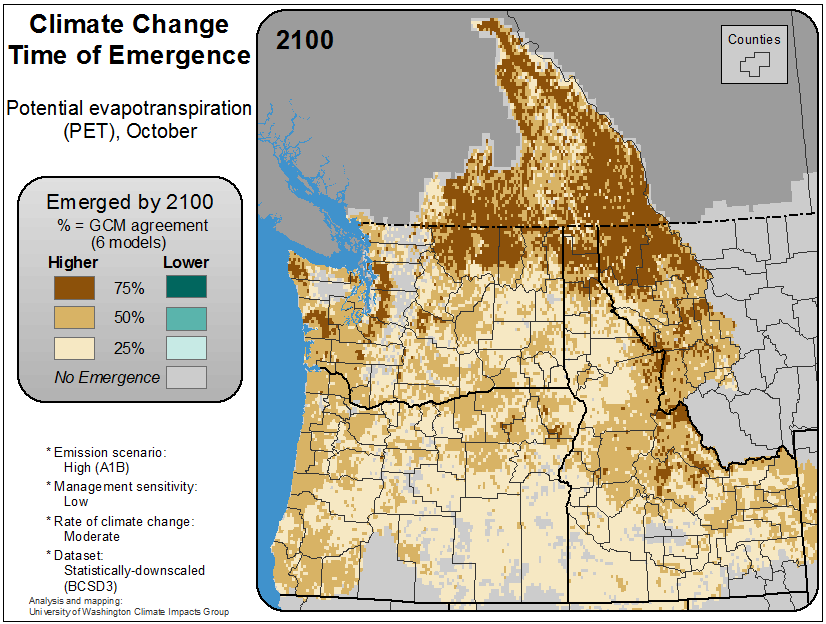 Climate Change
Time of Emergence
Potential evapotranspiration
(PET), October
Emerged by 2100
% = GCM agreement
(6 models)
Higher Lower
75%
50%
25%
No Emergence
* Emission scenario:
High (A1B)
* Management sensitivity:
Low
* Rate of climate change:
Moderate
* Dataset:
Statistically-downscaled
(BCSD3)
Analysis and mapping:
University of Washington Climate Impacts Group
2100
Counties